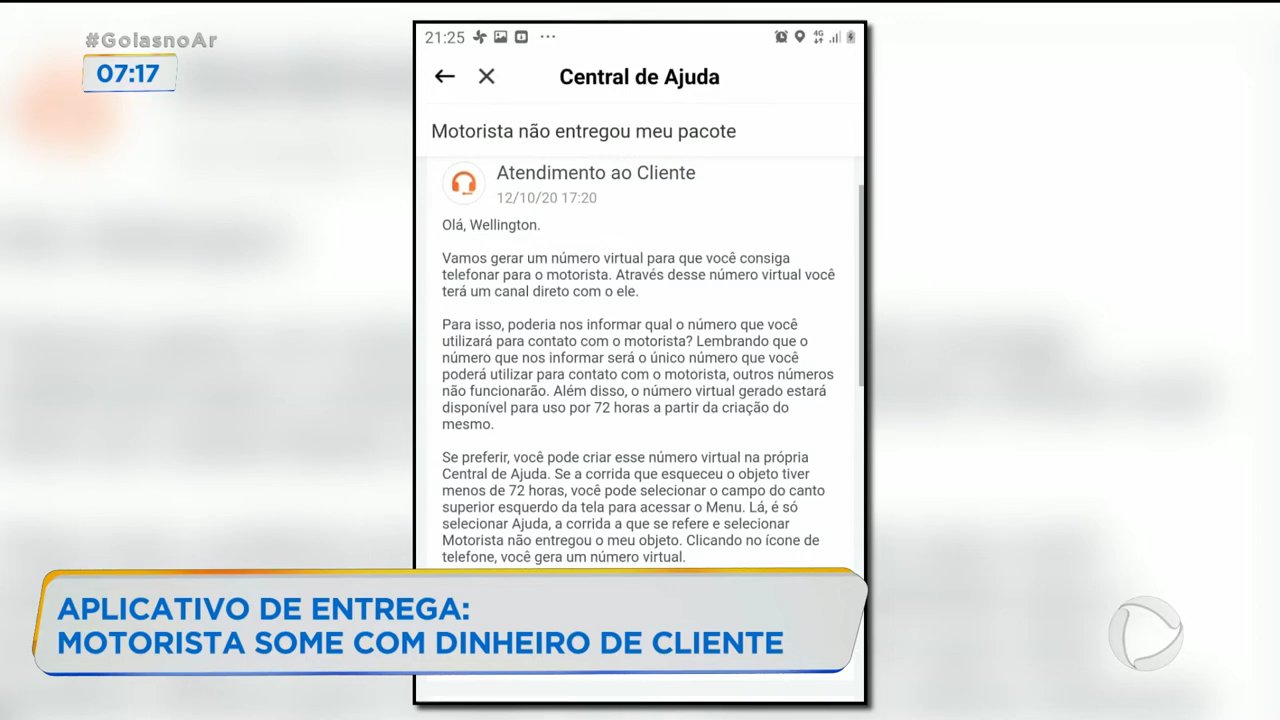 #GoiasnoAr
07:17
21:25
4G
Central de Ajuda
Motorista não entregou meu pacote
Atendimento ao Cliente
12/10/20 17:20
Olá, Wellington.
Vamos gerar um número virtual para que você consiga
telefonar para o motorista. Através desse número virtual você
terá um canal direto com o ele.
Para isso, poderia nos informar qual o número que você
utilizará para contato com o motorista? Lembrando que o
número que nos informar será o único número que você
poderá utilizar para contato com o motorista, outros números
não funcionarão. Além disso, o número virtual gerado estará
disponível para uso por 72 horas a partir da criação do
mesmo.
Se preferir, você pode criar esse número virtual na própria
Central de Ajuda. Se a corrida que esqueceu o objeto tiver
menos de 72 horas, você pode selecionar o campo do canto
superior esquerdo da tela para acessar o Menu. Lá, é só
selecionar Ajuda, a corrida a que se refere e selecionar
Motorista não entregou o meu objeto. Clicando no ícone de
telefone, você gera um número virtual.
APLICATIVO DE ENTREGA:
MOTORISTA SOME COM DINHEIRO DE CLIENTE